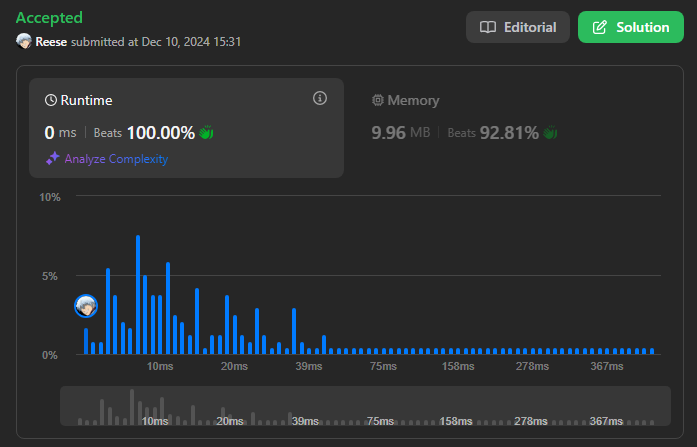 Accepted
Reese submitted at Dec 10, 2024 15:31
Editorial
Solution
Runtime
0 ms | Beats 100.00%
Analyze Complexity
Memory
9.96 MB | Beats 92.81%
10%
5%
0%
10ms 20ms 39ms 75ms 158ms 278ms 367ms
10ms 20ms 39ms 75ms 158ms 278ms 367ms